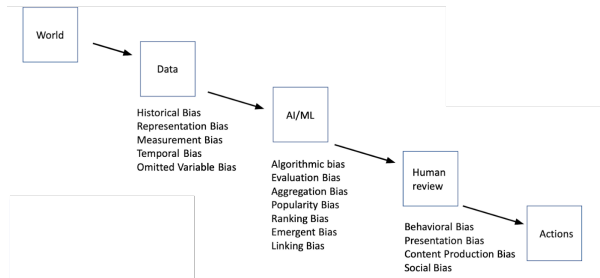 World
Data
Historical Bias
Representation Bias
Measurement Bias
Temporal Bias
Omitted Variable Bias
AI/ML
Algorithmic bias
Evaluation Bias
Aggregation Bias
Popularity Bias
Ranking Bias
Emergent Bias
Linking Bias
Human
review
Behavioral Bias
Presentation Bias
Content Production Bias
Social Bias
Actions